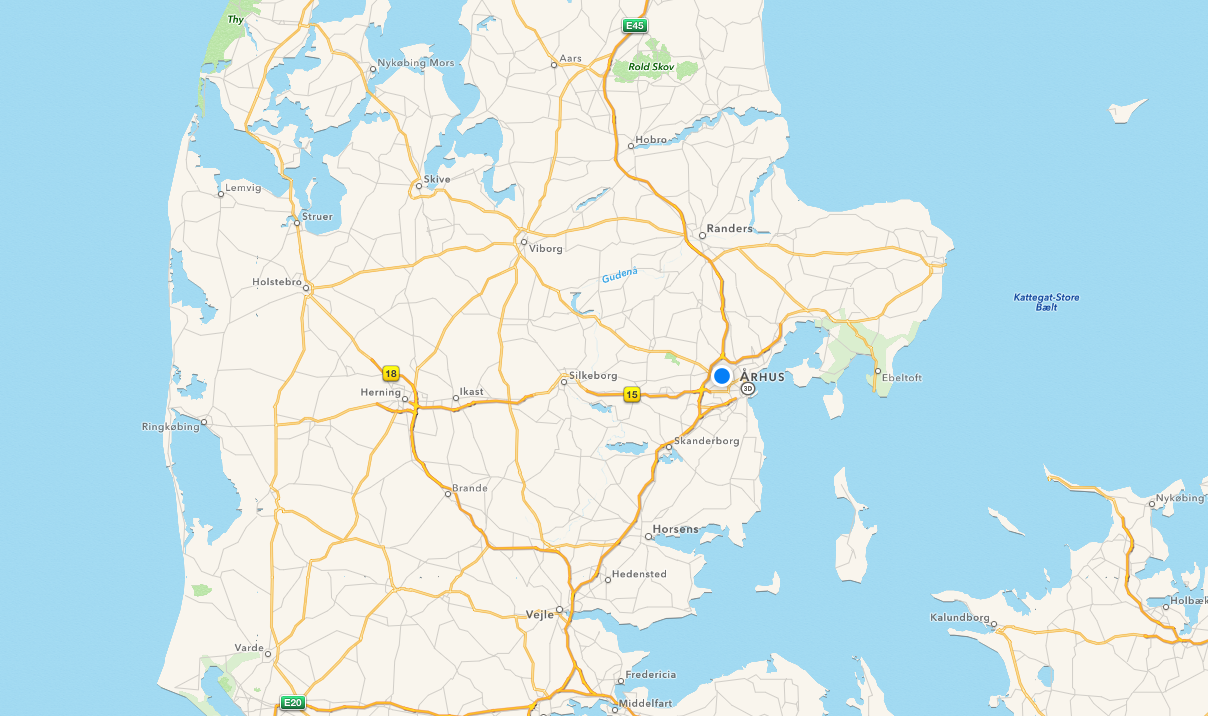 Thy
E45
Aars
Nykøbing Mors
Rold Skov
Hobro
Skive
Lemvig
Struer
Randers
Viborg
Gudenå
Holstebro
Kattegat-Store
Bælt
18
Silkeborg
ÅRHUS
Ebeltoft
3D
Herning
Ikast
15
Ringkøbing
Skanderborg
Brande
Nykøbing
Horsens
Hedensted
Holbæk
Vejle
Kalundborg
Varde
Fredericia
E20
Middelfart